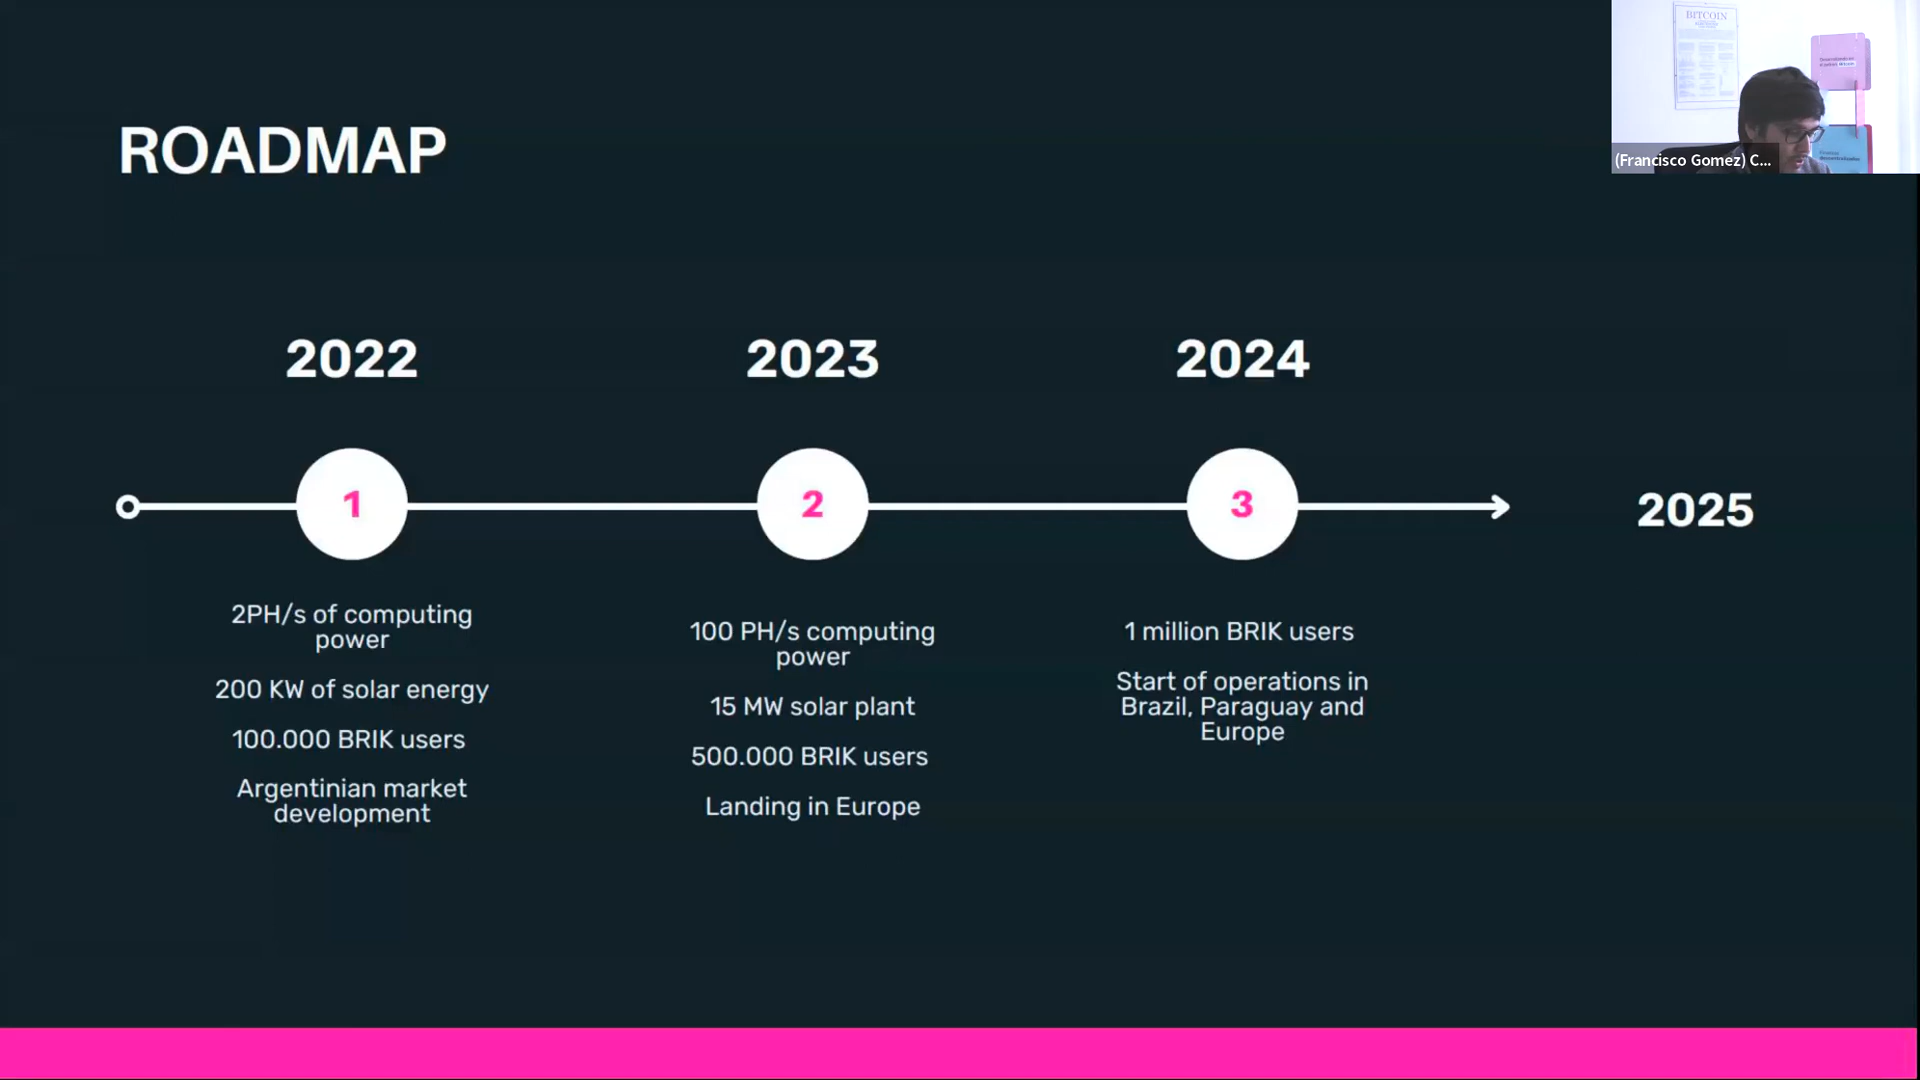 ROADMAP
BITCOIN
(Francisco Gomez) C...
2022
2023
2024
1
2
3
2025
2PH/s of computing
power
200 KW of solar energy
100.000 BRIK users
Argentinian market
development
100 PH/s computing
power
15 MW solar plant
500.000 BRIK users
Landing in Europe
1 million BRIK users
Start of operations in
Brazil, Paraguay and
Europe